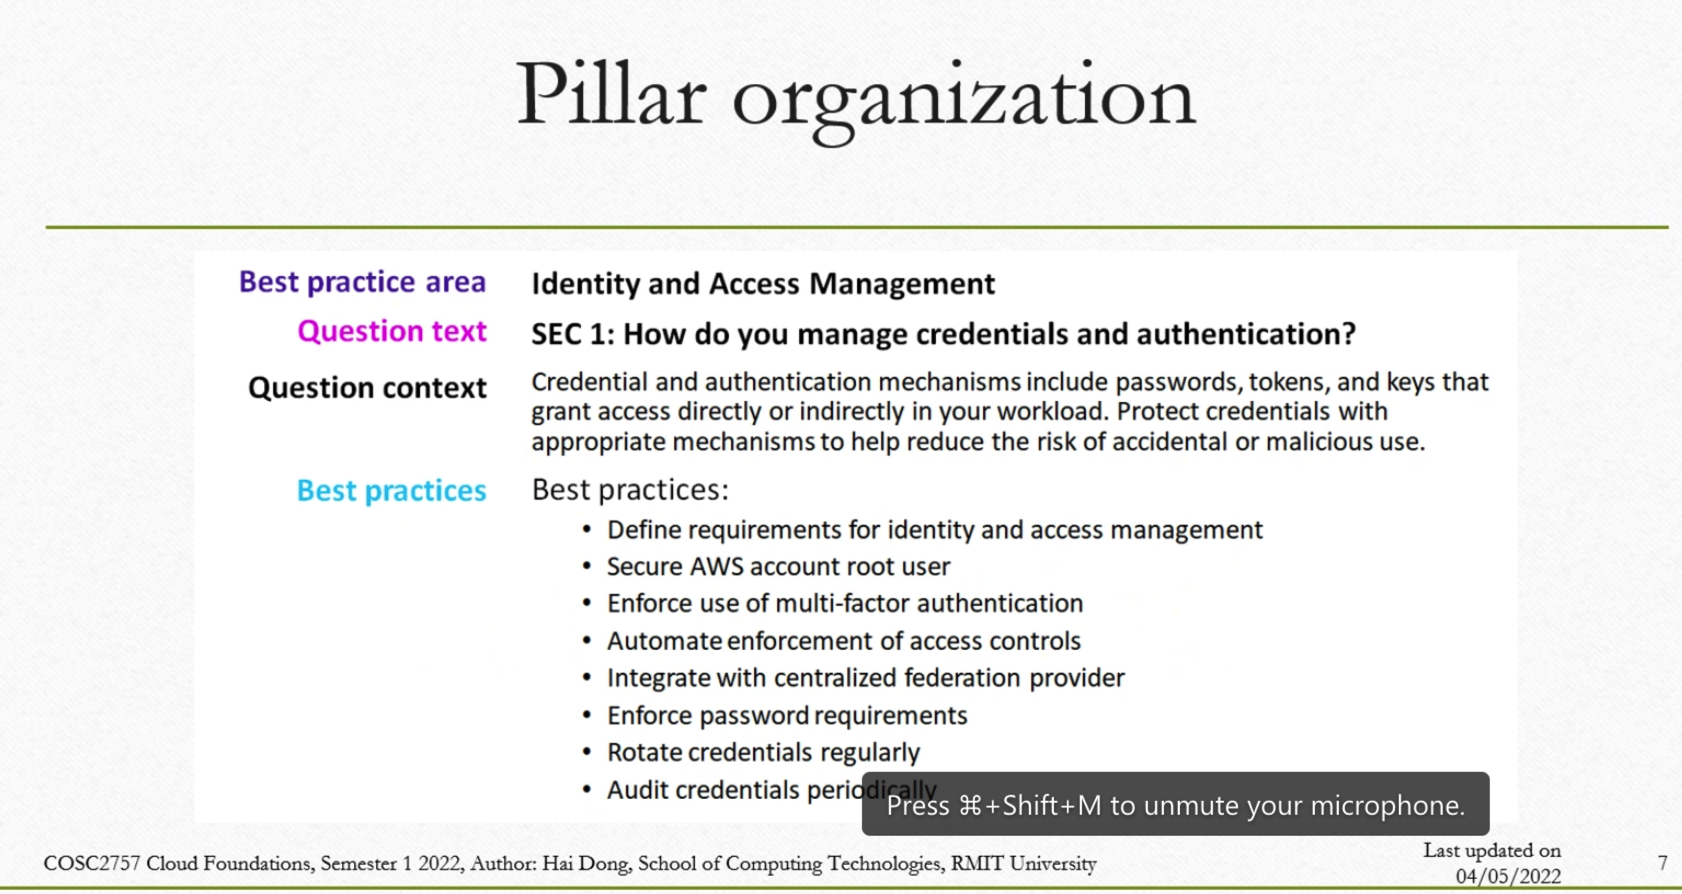 Pillar organization
Best practice area
Identity and Access Management
Question text
SEC 1: How do you manage credentials and authentication?
Question context
Credential and authentication mechanisms include passwords, tokens, and keys that
grant access directly or indirectly in your workload. Protect credentials with
appropriate mechanisms to help reduce the risk of accidental or malicious use.
Best practices
Best practices:
• Define requirements for identity and access management
• Secure AWS account root user
• Enforce use of multi-factor authentication
• Automate enforcement of access controls
• Integrate with centralized federation provider
• Enforce password requirements
• Rotate credentials regularly
• Audit credentials periodically
Press ⌘+Shift+M to unmute your microphone.
COSC2757 Cloud Foundations, Semester 1 2022, Author: Hai Dong, School of Computing Technologies, RMIT University
Last updated on
04/05/2022
7